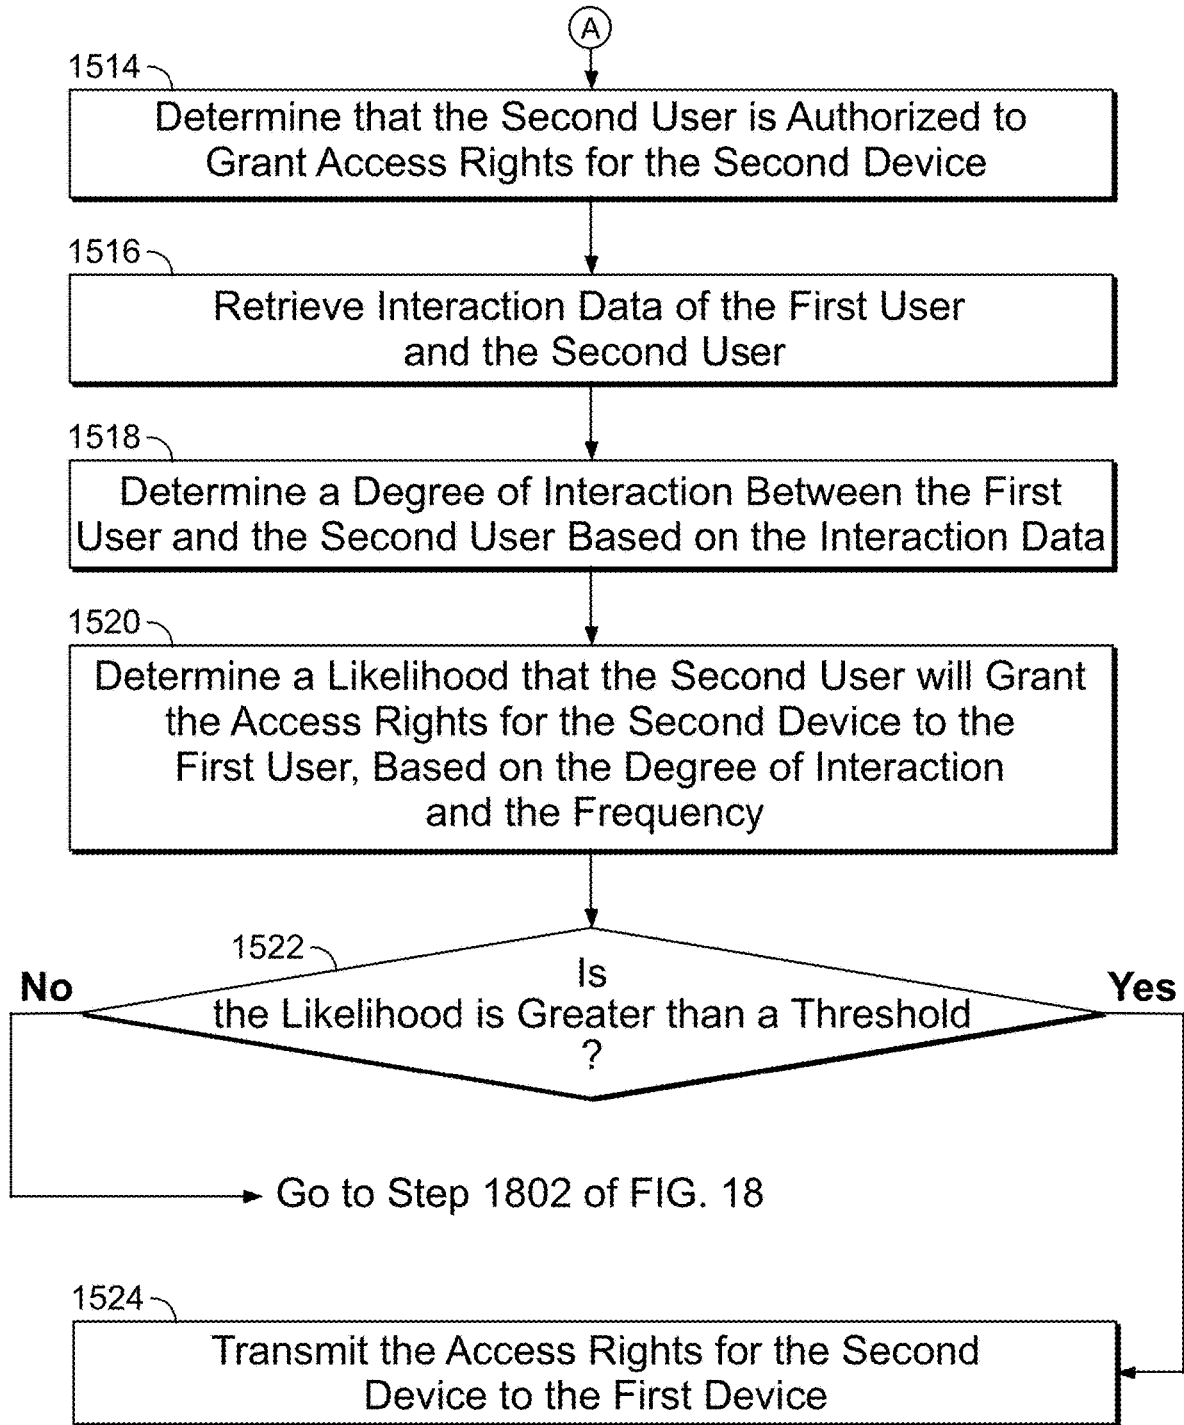 A
1514
Determine that the Second User is Authorized to
Grant Access Rights for the Second Device
1516
Retrieve Interaction Data of the First User
and the Second User
1518
Determine a Degree of Interaction Between the First
User and the Second User Based on the Interaction Data
1520
Determine a Likelihood that the Second User will Grant
the Access Rights for the Second Device to the
First User, Based on the Degree of Interaction
and the Frequency
1522
Is
the Likelihood is Greater than a Threshold
?
No
Yes
Go to Step 1802 of FIG. 18
1524
Transmit the Access Rights for the Second
Device to the First Device